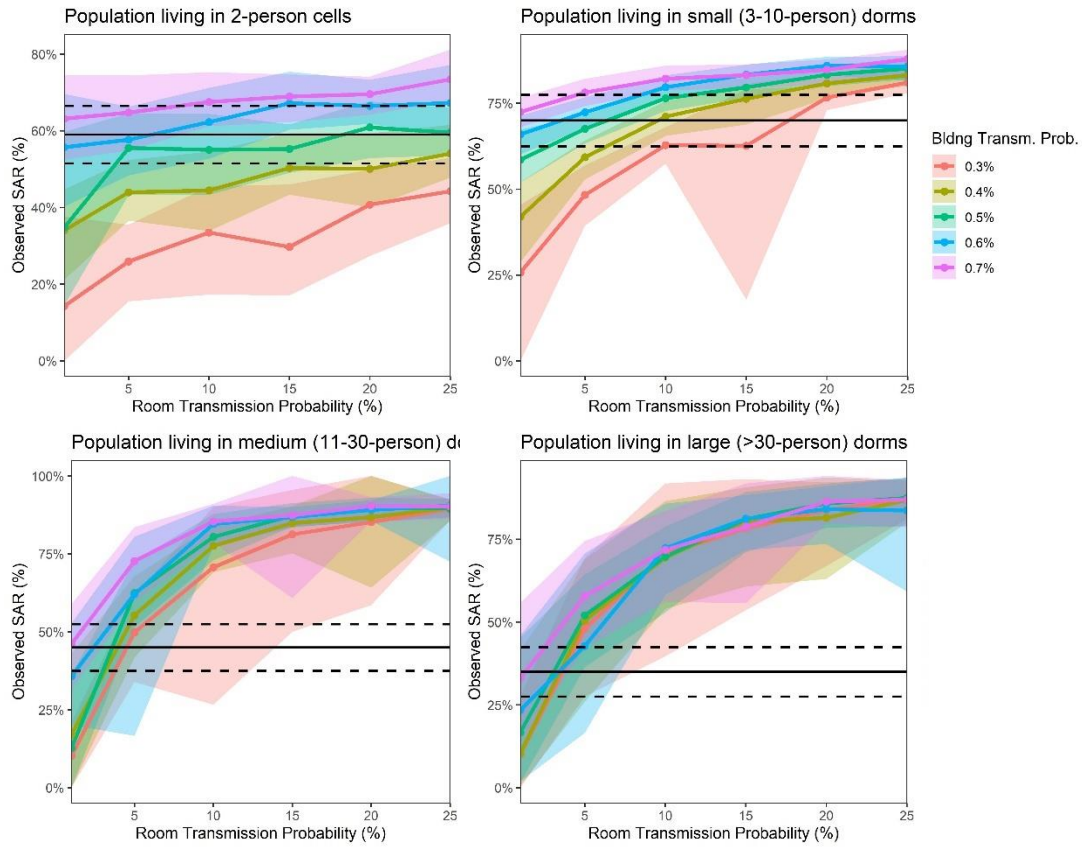 Population living in 2-person cells
Observed SAR (%)
80%
60%
40%
20%
0%
5 10 15 20 25
Room Transmission Probability (%)
Population living in small (3-10-person) dorms
Observed SAR (%)
75%
50%
25%
0%
5 10 15 20 25
Room Transmission Probability (%)
Bldng Transm. Prob.
0.3%
0.4%
0.5%
0.6%
0.7%
Population living in medium (11-30-person) d
Observed SAR (%)
100%
75%
50%
25%
0%
5 10 15 20 25
Room Transmission Probability (%)
Population living in large (>30-person) dorms
Observed SAR (%)
75%
50%
25%
0%
5 10 15 20 25
Room Transmission Probability (%)